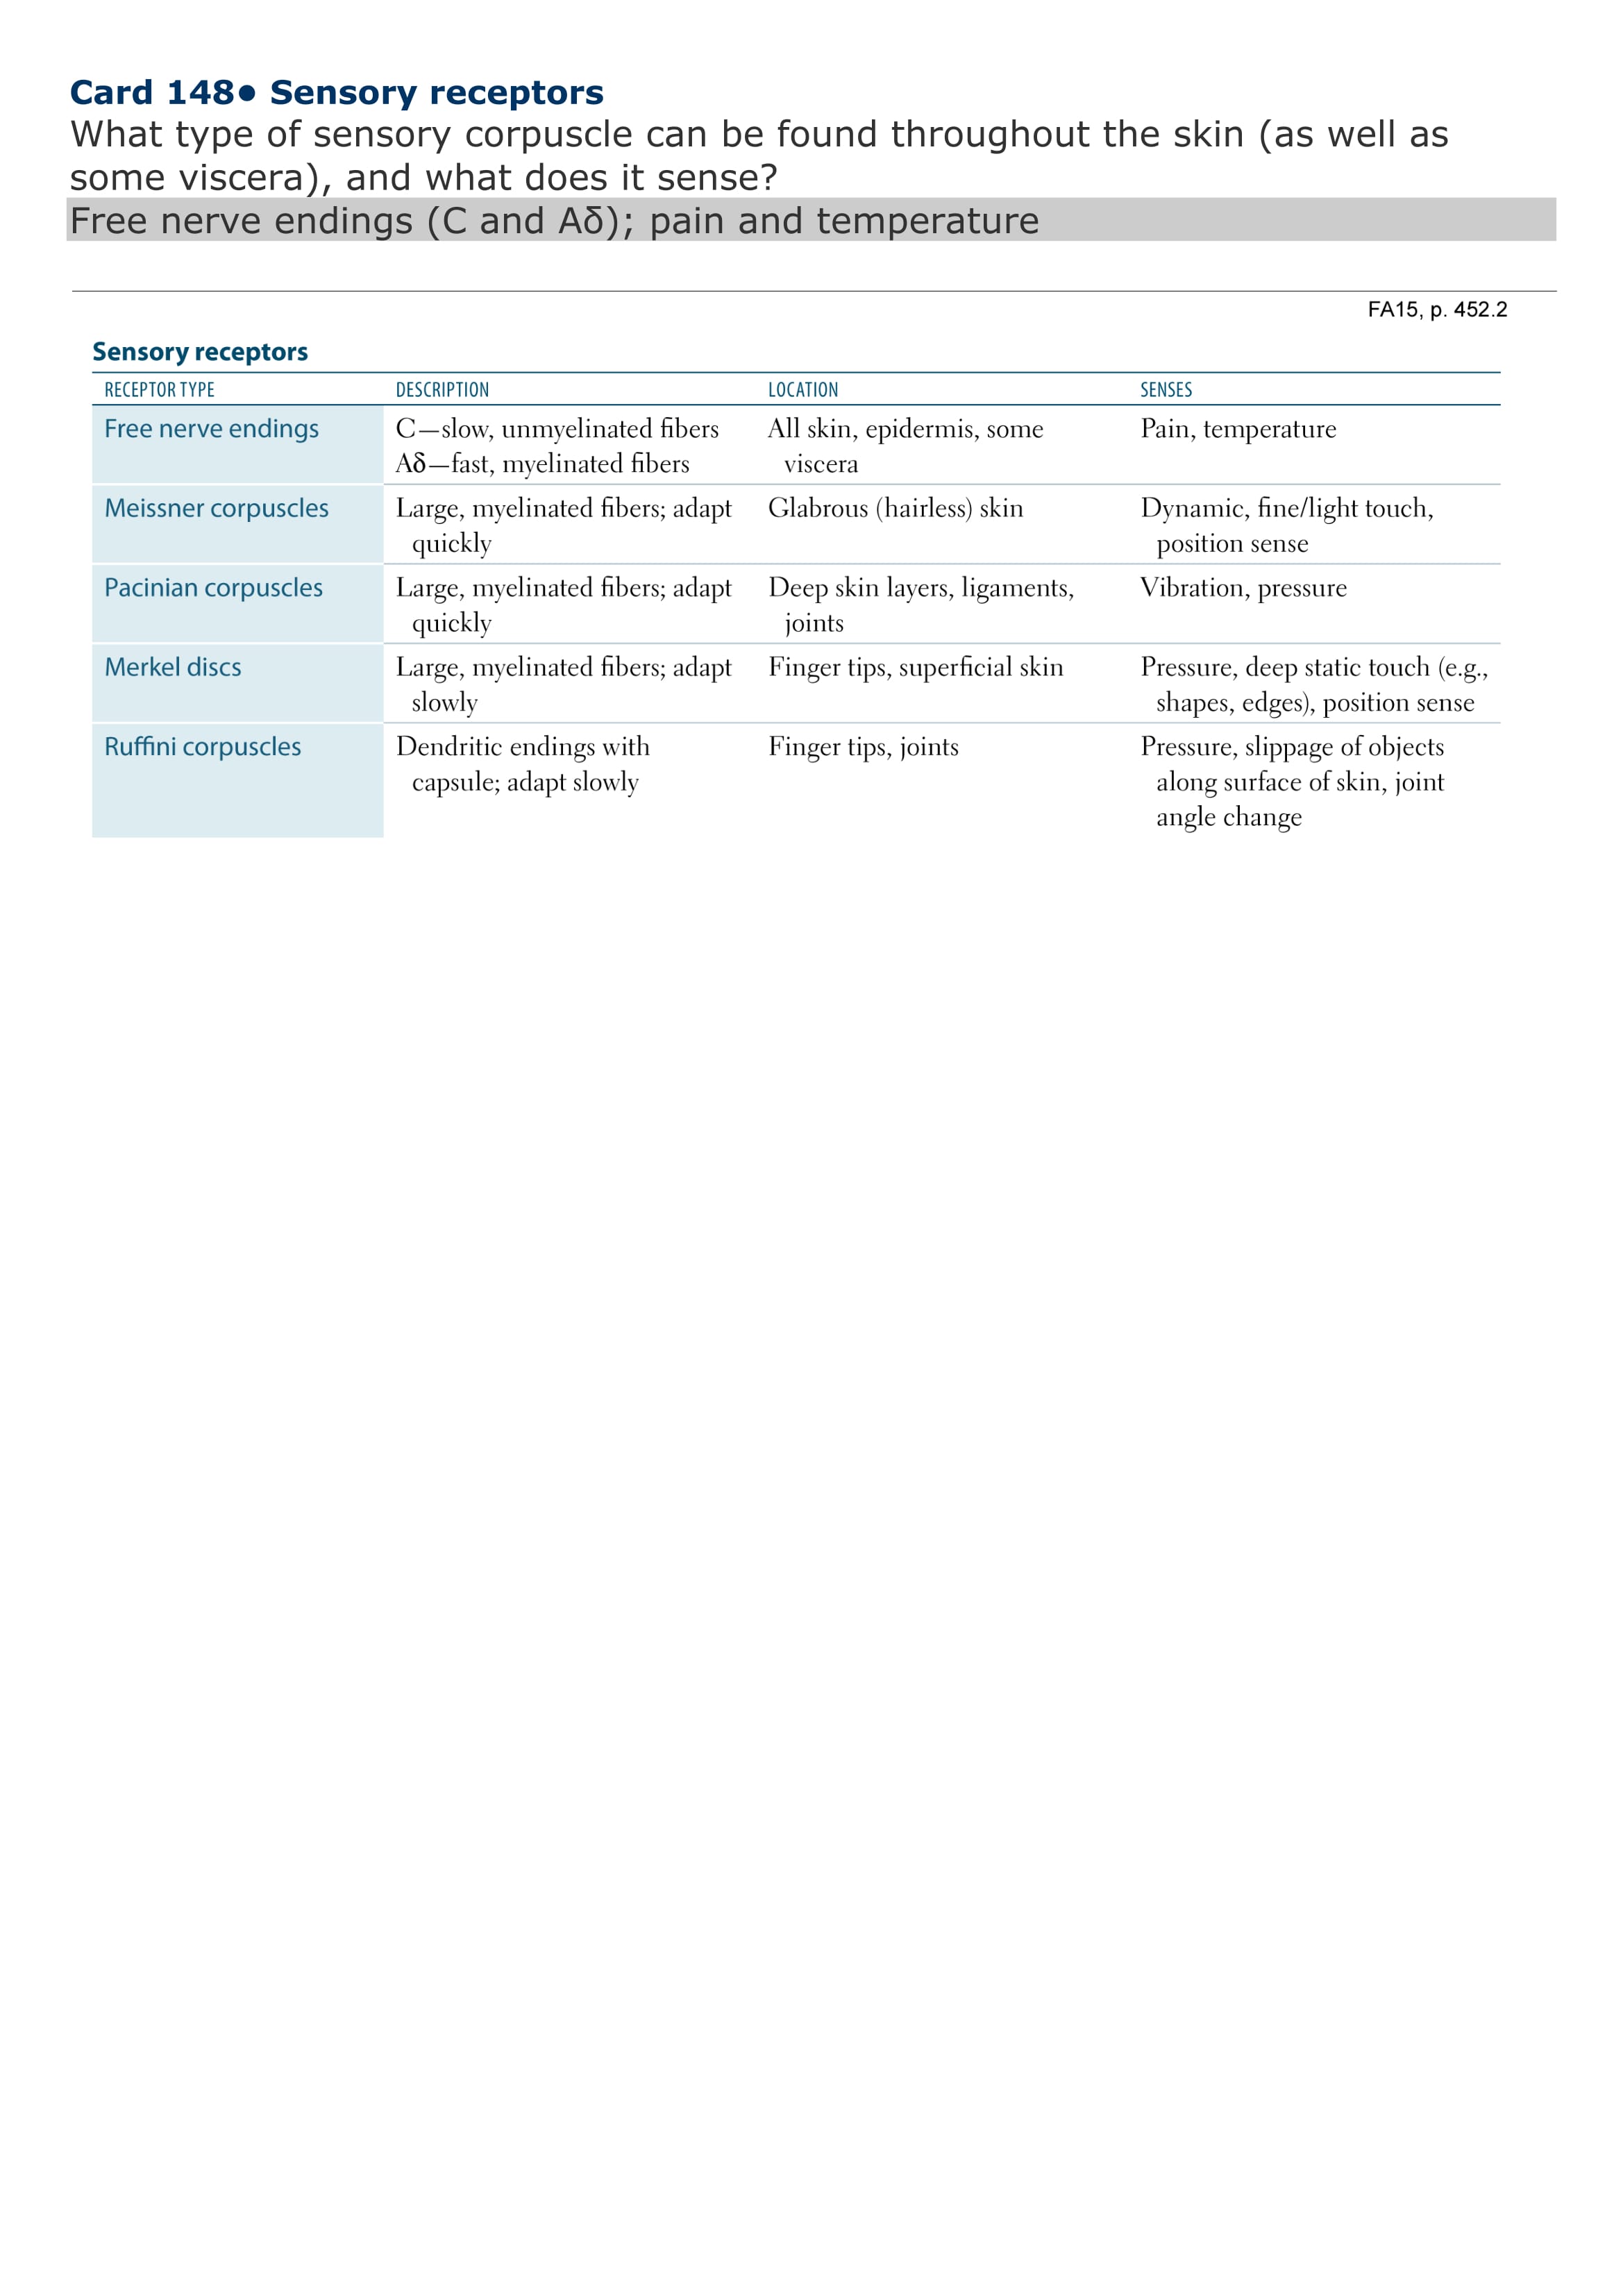 Card 148• Sensory receptors
What type of sensory corpuscle can be found throughout the skin (as well as
some viscera), and what does it sense?
Free nerve endings (C and Aδ); pain and temperature
FA15, p. 452.2
Sensory receptors
RECEPTOR TYPE DESCRIPTION LOCATION SENSES
Free nerve endings C—slow, unmyelinated fibers All skin, epidermis, some Pain, temperature
Aδ—fast, myelinated fibers viscera
Meissner corpuscles Large, myelinated fibers; adapt Glabrous (hairless) skin Dynamic, fine/light touch,
quickly position sense
Pacinian corpuscles Large, myelinated fibers; adapt Deep skin layers, ligaments, Vibration, pressure
quickly joints
Merkel discs Large, myelinated fibers; adapt Finger tips, superficial skin Pressure, deep static touch (e.g.,
slowly shapes, edges), position sense
Ruffini corpuscles Dendritic endings with Finger tips, joints Pressure, slippage of objects
capsule; adapt slowly along surface of skin, joint
angle change